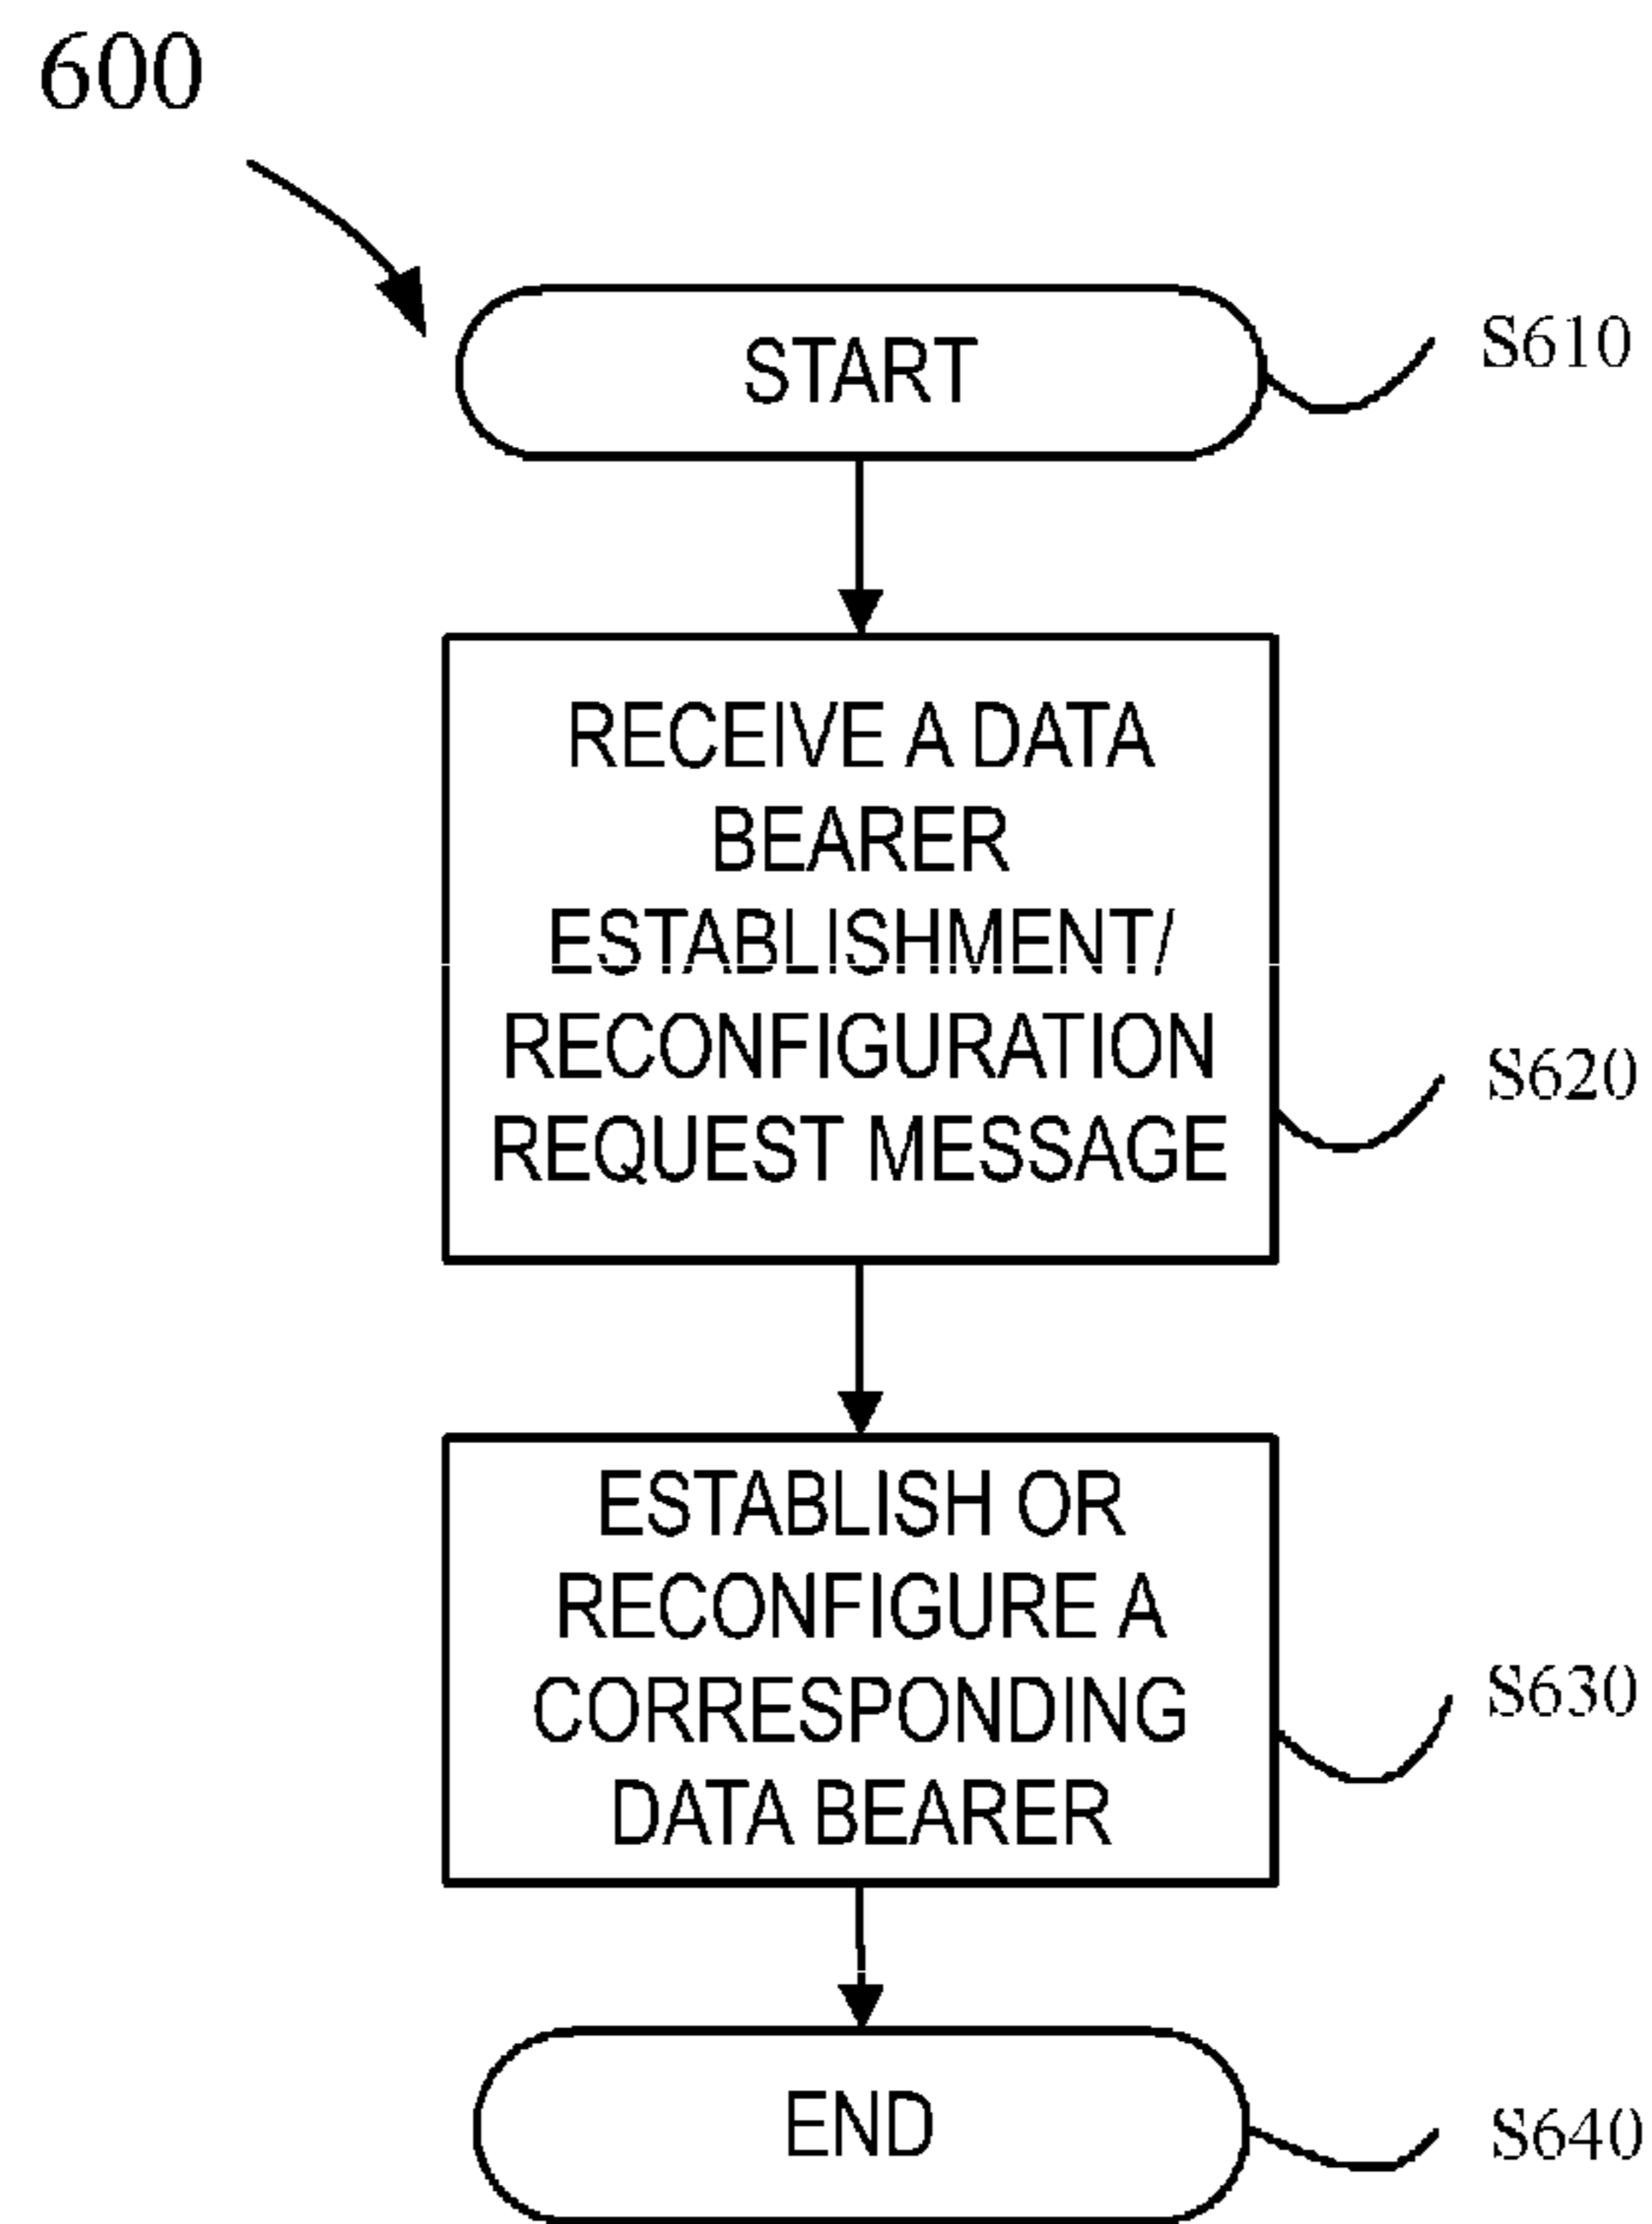 600
START
S610
RECEIVE A DATA
BEARER
ESTABLISHMENT/
RECONFIGURATION
REQUEST MESSAGE
S620
ESTABLISH OR
RECONFIGURE A
CORRESPONDING
DATA BEARER
S630
END
S640